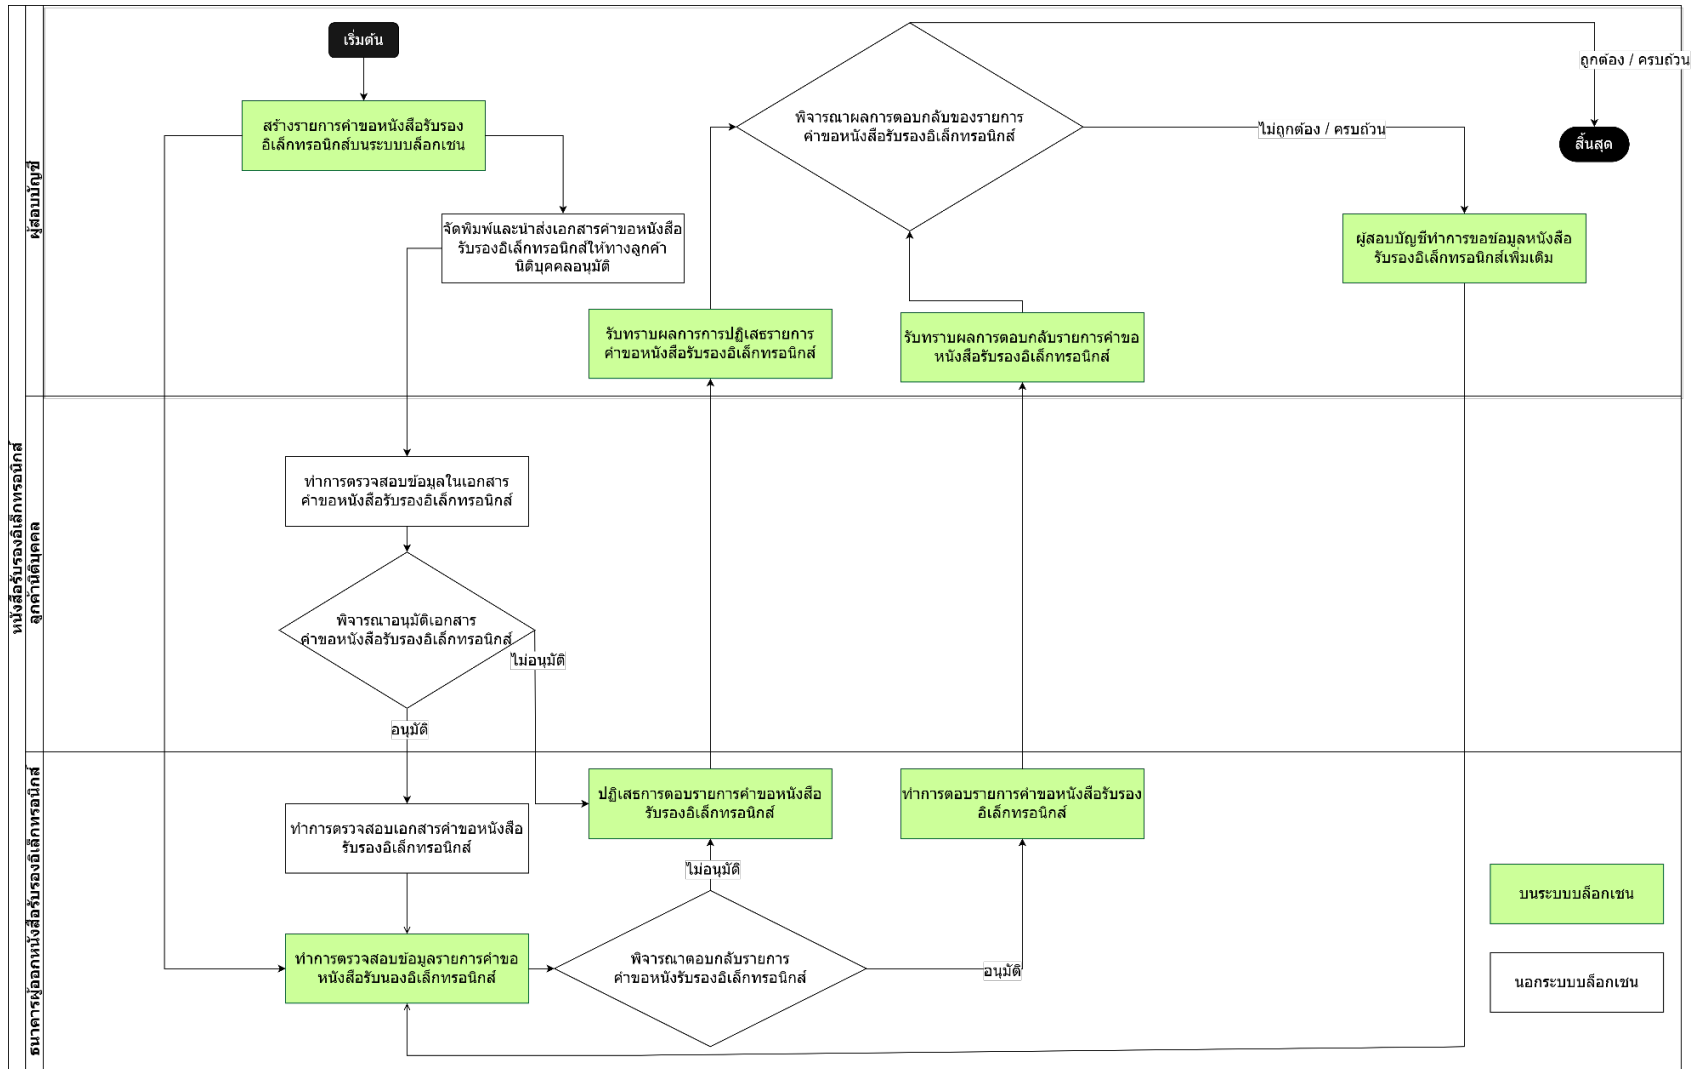 เริ่มต้น
สร้างรายการคำขอหนังสือรับรอง
อิเล็กทรอนิกส์บนระบบบล็อกเชน
จัดพิมพ์และนำส่งเอกสารคำขอหนังสือ
รับรองอิเล็กทรอนิกส์ให้ทางลูกค้า
นิติบุคคลอนุมัติ
พิจารณาผลการตอบกลับของรายการ
คำขอหนังสือรับรองอิเล็กทรอนิกส์
ถูกต้อง / ครบถ้วน
ไม่ถูกต้อง / ครบถ้วน
สิ้นสุด
ผู้สอบบัญชีทำการขอข้อมูลหนังสือ
รับรองอิเล็กทรอนิกส์เพิ่มเติม
รับทราบผลการการปฏิเสธรายการ
คำขอหนังสือรับรองอิเล็กทรอนิกส์
รับทราบผลการตอบกลับรายการคำขอ
หนังสือรับรองอิเล็กทรอนิกส์
ผู้สอบบัญชี
หนังสือรับรองอิเล็กทรอนิกส์
ลูกค้านิติบุคคล
ทำการตรวจสอบข้อมูลในเอกสาร
คำขอหนังสือรับรองอิเล็กทรอนิกส์
พิจารณาอนุมัติเอกสาร
คำขอหนังสือรับรองอิเล็กทรอนิกส์
ไม่อนุมัติ
อนุมัติ
ธนาคารผู้ออกหนังสือรับรองอิเล็กทรอนิกส์
ทำการตรวจสอบเอกสารคำขอหนังสือ
รับรองอิเล็กทรอนิกส์
ปฏิเสธการตอบรายการคำขอหนังสือ
รับรองอิเล็กทรอนิกส์
ทำการตอบรายการคำขอหนังสือรับรอง
อิเล็กทรอนิกส์
ไม่อนุมัติ
ทำการตรวจสอบข้อมูลรายการคำขอ
หนังสือรับนองอิเล็กทรอนิกส์
พิจารณาตอบกลับรายการ
คำขอหนังรับรองอิเล็กทรอนิกส์
อนุมัติ
บนระบบบล็อกเชน
นอกระบบบล็อกเชน